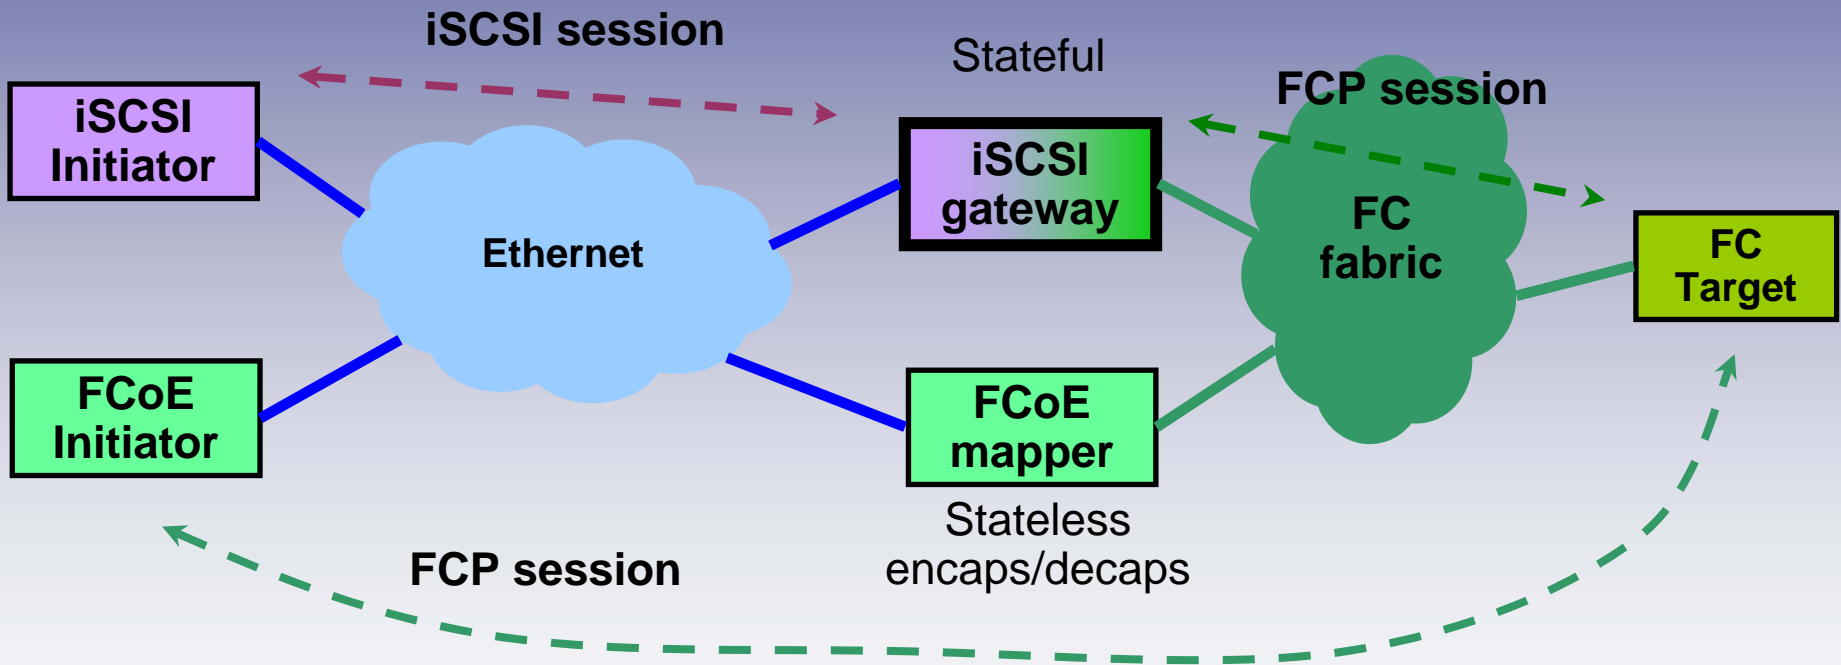 iSCSI session
Stateful
FCP session
iSCSI
Initiator
iSCSI
gateway
Ethernet
FC
fabric
FC
Target
FCoE
Initiator
FCoE
mapper
Stateless
encaps/decaps
FCP session